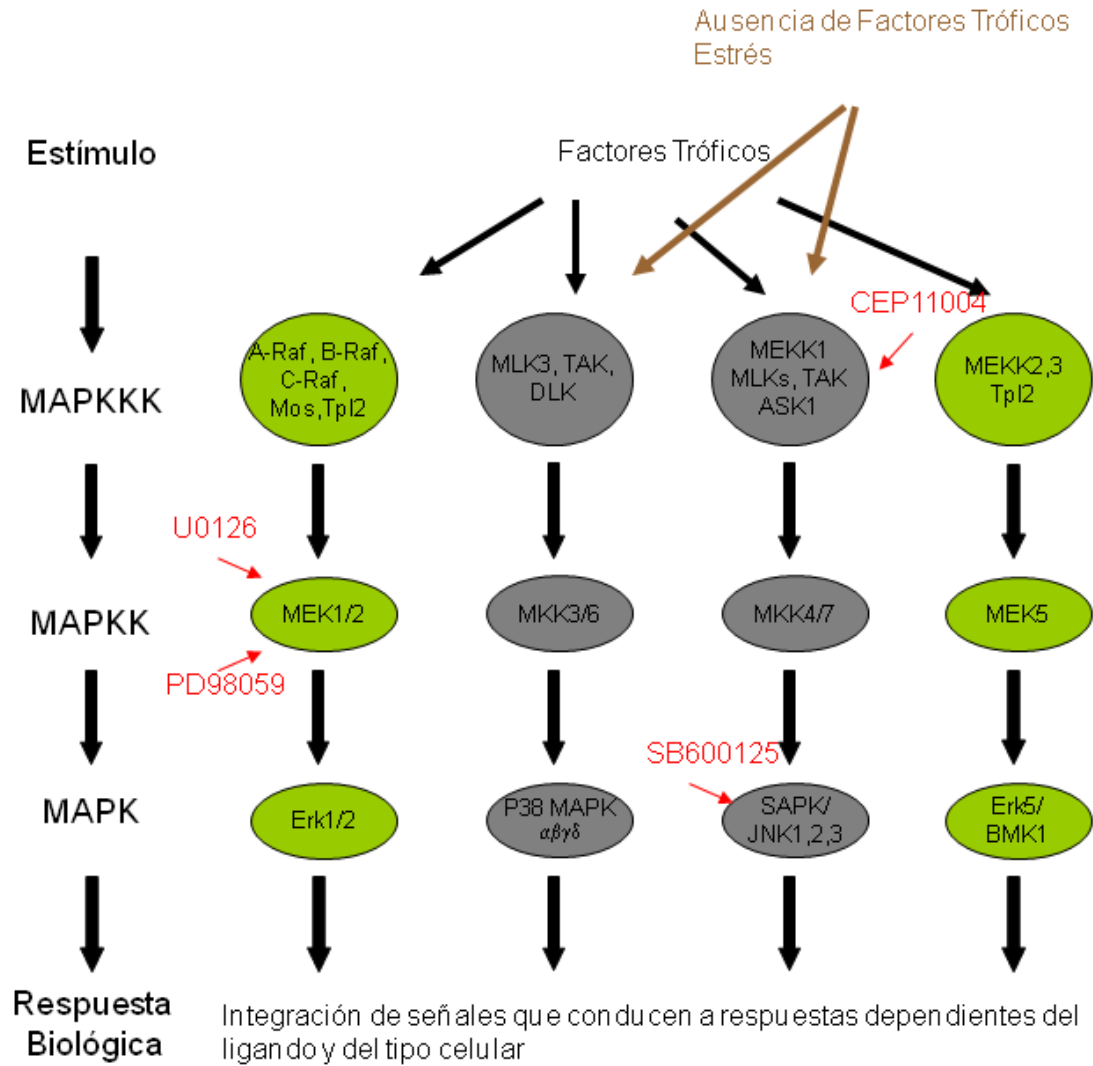 Ausencia de Factores Tróficos
Estrés
Estímulo
Factores Tróficos
CEP11004
MAPKKK
A-Raf, B-Raf,
C-Raf,
Mos,Tpl2
MLK3, TAK,
DLK
MEKK1
MLKs, TAK
ASK1
MEKK2,3
Tpl2
U0126
MAPKK
MEK1/2
MKK3/6
MKK4/7
MEK5
PD98059
SB600125
MAPK
Erk1/2
P38 MAPK
αβγδ
SAPK/
JNK1,2,3
Erk5/
BMK1
Respuesta
Biológica
Integración de señales que conducen a respuestas dependientes del
ligando y del tipo celular